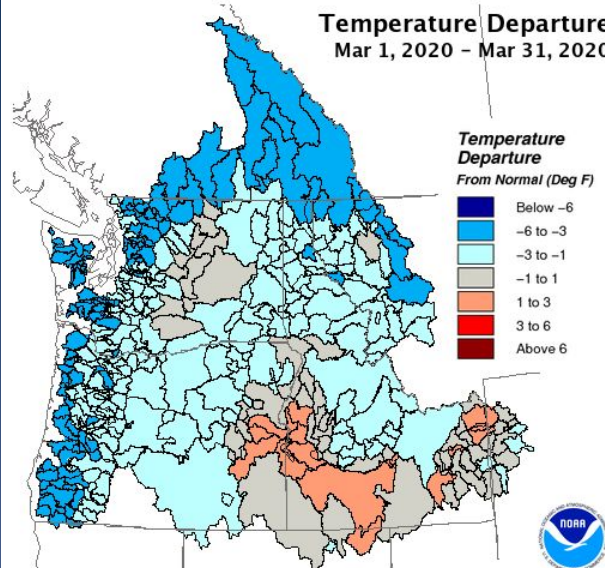 Temperature Departure
Mar 1, 2020 - Mar 31, 2020
Temperature
Departure
From Normal (Deg F)
Below -6
-6 to -3
-3 to -1
-1 to 1
1 to 3
3 to 6
Above 6
NOAA